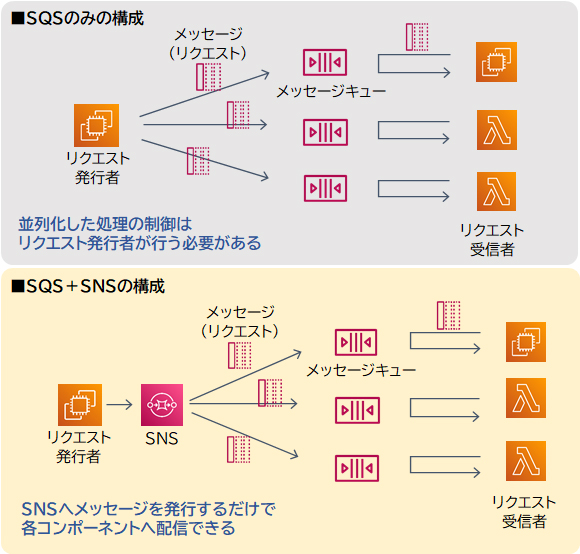 ■SQSのみの構成
メッセージ
（リクエスト）
メッセージキュー
リクエスト
発行者
リクエスト
受信者
並列化した処理の制御は
リクエスト発行者が行う必要がある
■SQS＋SNSの構成
メッセージ
（リクエスト）
メッセージキュー
リクエスト
発行者
SNS
リクエスト
受信者
SNSへメッセージを発行するだけで
各コンポーネントへ配信できる